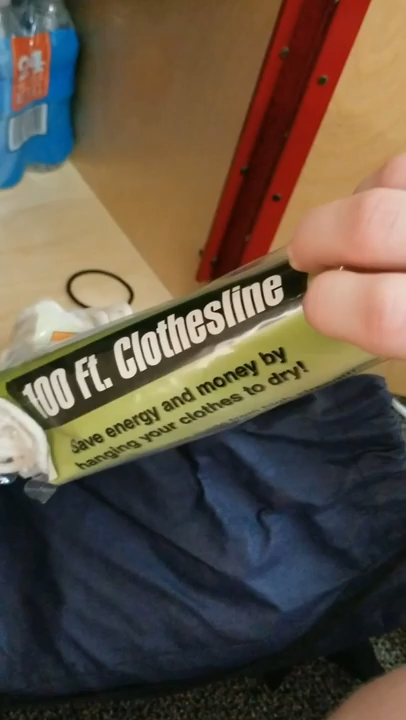 100 Ft. Clothesline
Save energy and money by
hanging your clothes to dry!